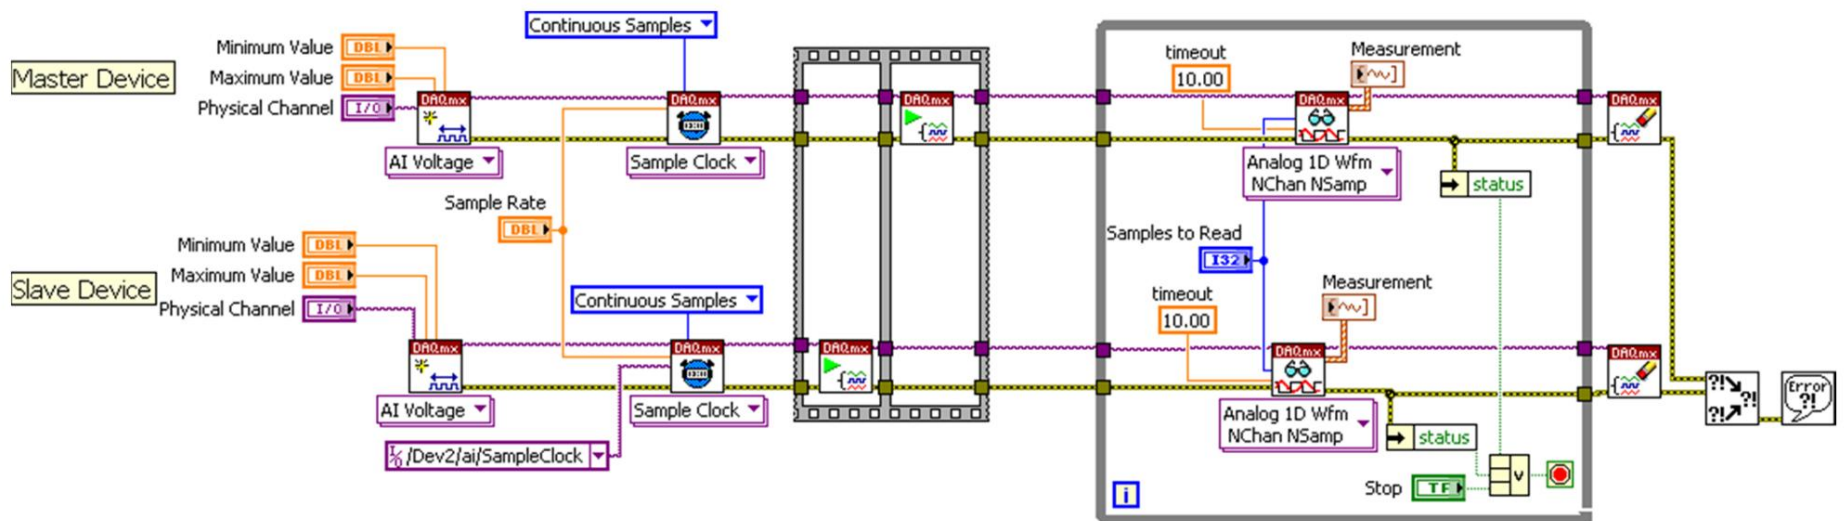 Continuous Samples
Minimum Value DBL
Master Device
Maximum Value DBL
Physical Channel I/O
DAQmx
AI Voltage
DAQmx
Sample Clock
DAQmx
timeout
10.00
Measurement
DAQmx
Analog 1D Wfm
NChan NSamp
status
DAQmx
Sample Rate
DBL
Samples to Read
I32
Minimum Value DBL
Slave Device
Maximum Value DBL
Physical Channel I/O
Continuous Samples
DAQmx
AI Voltage
DAQmx
Sample Clock
/Dev2/ai/SampleClock
DAQmx
timeout
10.00
Measurement
DAQmx
Analog 1D Wfm
NChan NSamp
status
DAQmx
Stop TF
V
i
?!
?!
?!
Error
?!